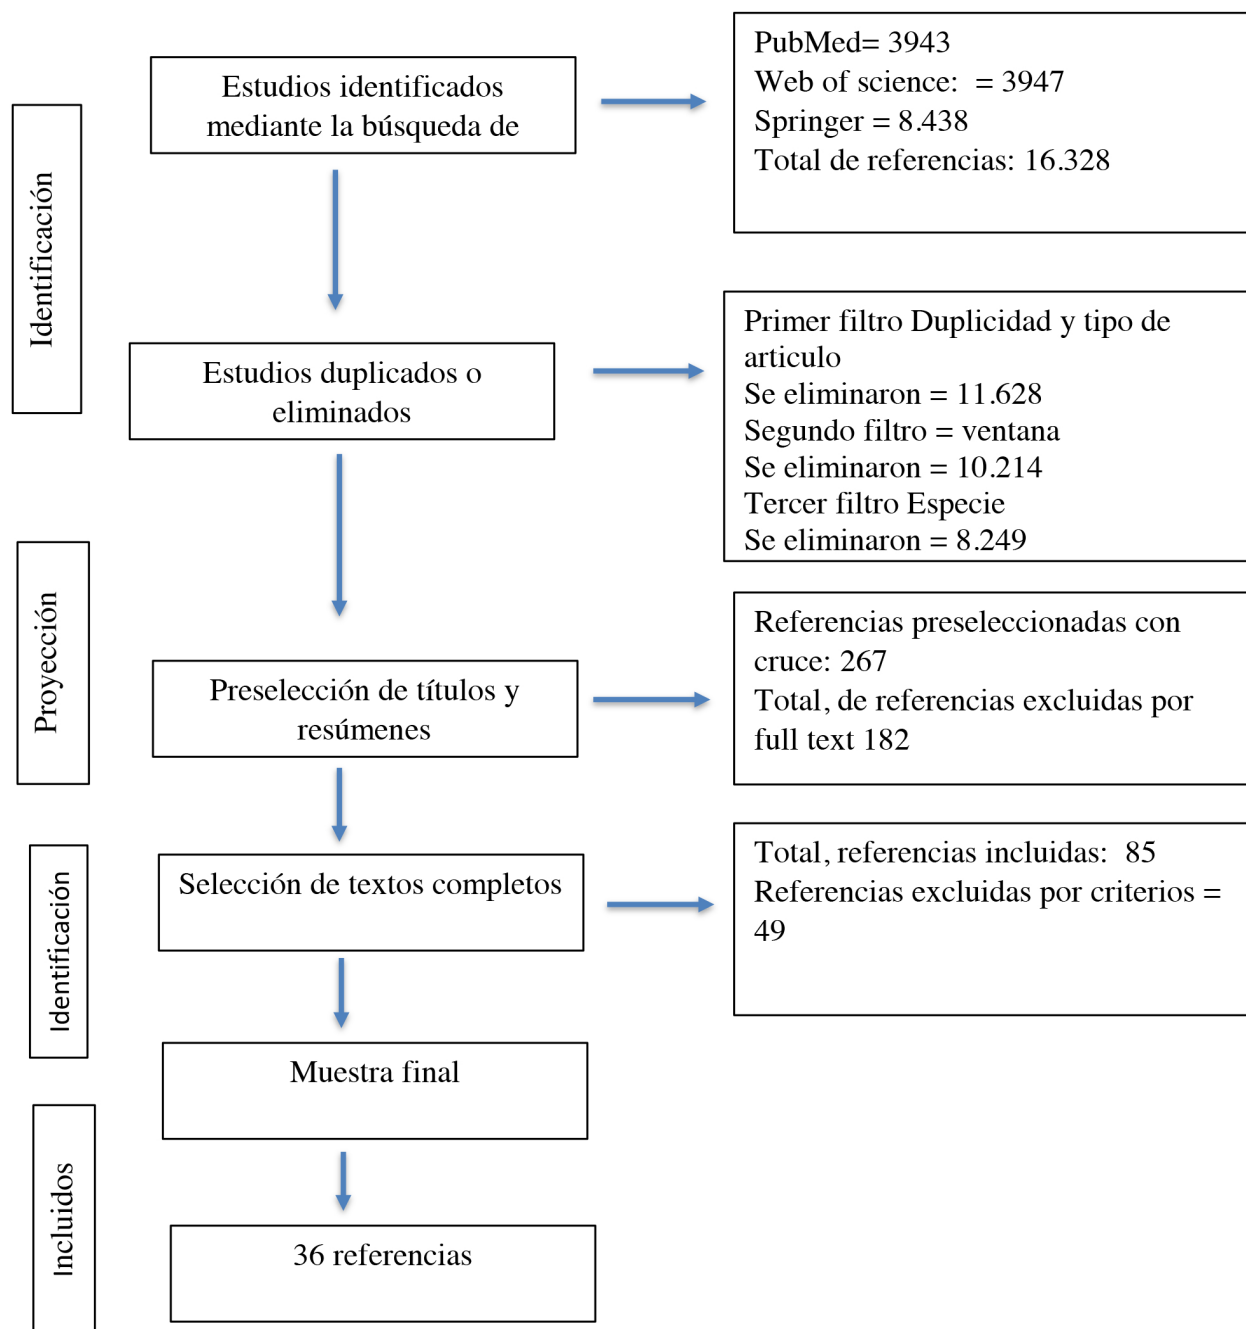 Identificación
Estudios identificados
mediante la búsqueda de
PubMed= 3943
Web of science:  = 3947
Springer = 8.438
Total de referencias: 16.328
Estudios duplicados o
eliminados
Primer filtro Duplicidad y tipo de
articulo
Se eliminaron = 11.628
Segundo filtro = ventana
Se eliminaron = 10.214
Tercer filtro Especie
Se eliminaron = 8.249
Proyección
Preselección de títulos y
resúmenes
Referencias preseleccionadas con
cruce: 267
Total, de referencias excluidas por
full text 182
Identificación
Selección de textos completos
Total, referencias incluidas:  85
Referencias excluidas por criterios =
49
Muestra final
Incluidos
36 referencias